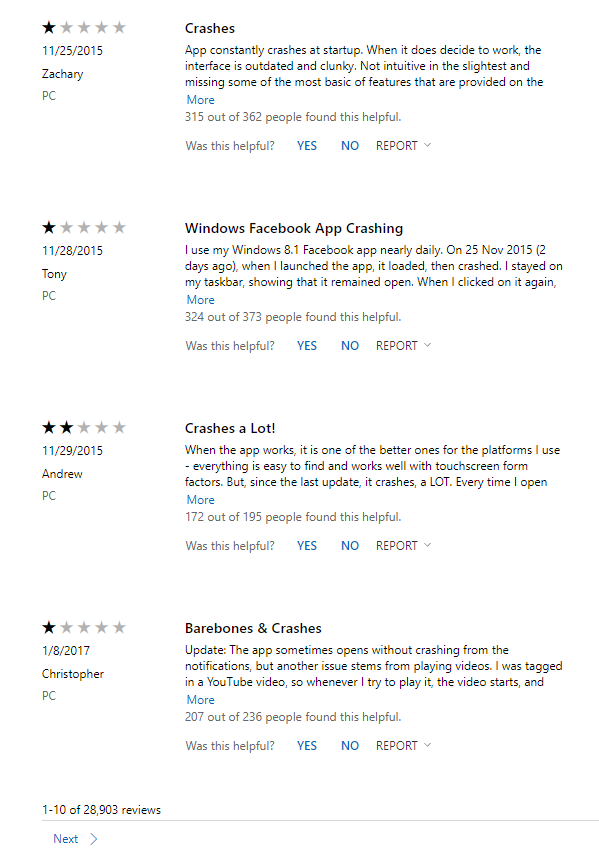 Crashes
11/25/2015
Zachary
PC
App constantly crashes at startup. When it does decide to work, the
interface is outdated and clunky. Not intuitive in the slightest and
missing some of the most basic of features that are provided on the
More
315 out of 362 people found this helpful.
Was this helpful? YES NO REPORT
Windows Facebook App Crashing
11/28/2015
Tony
PC
I use my Windows 8.1 Facebook app nearly daily. On 25 Nov 2015 (2
days ago), when I launched the app, it loaded, then crashed. I stayed on
my taskbar, showing that it remained open. When I clicked on it again,
More
324 out of 373 people found this helpful.
Was this helpful? YES NO REPORT
Crashes a Lot!
11/29/2015
Andrew
PC
When the app works, it is one of the better ones for the platforms I use
- everything is easy to find and works well with touchscreen form
factors. But, since the last update, it crashes, a LOT. Every time I open
More
172 out of 195 people found this helpful.
Was this helpful? YES NO REPORT
Barebones & Crashes
1/8/2017
Christopher
PC
Update: The app sometimes opens without crashing from the
notifications, but another issue stems from playing videos. I was tagged
in a YouTube video, so whenever I try to play it, the video starts, and
More
207 out of 236 people found this helpful.
Was this helpful? YES NO REPORT
1-10 of 28,903 reviews
Next